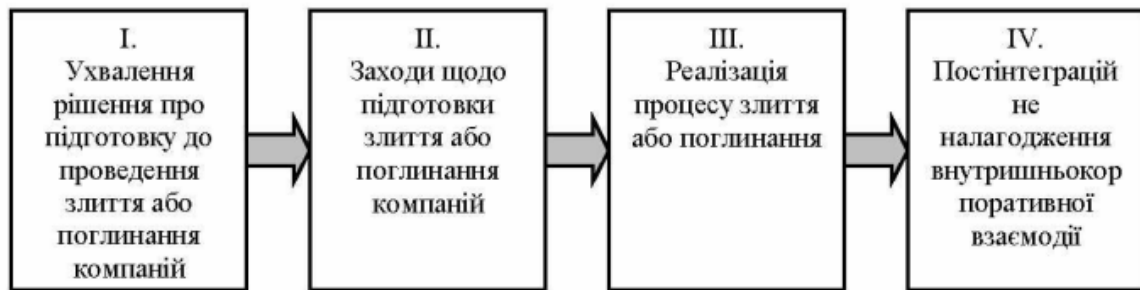 I.
Ухвалення
рішення про
підготовку до
проведення
злиття або
поглинання
компаній
II.
Заходи щодо
підготовки
злиття або
поглинання
компаній
III.
Реалізація
процесу злиття
або поглинання
IV.
Постінтеграцій
не
налагодження
внутришньокор
поративної
взаємодії